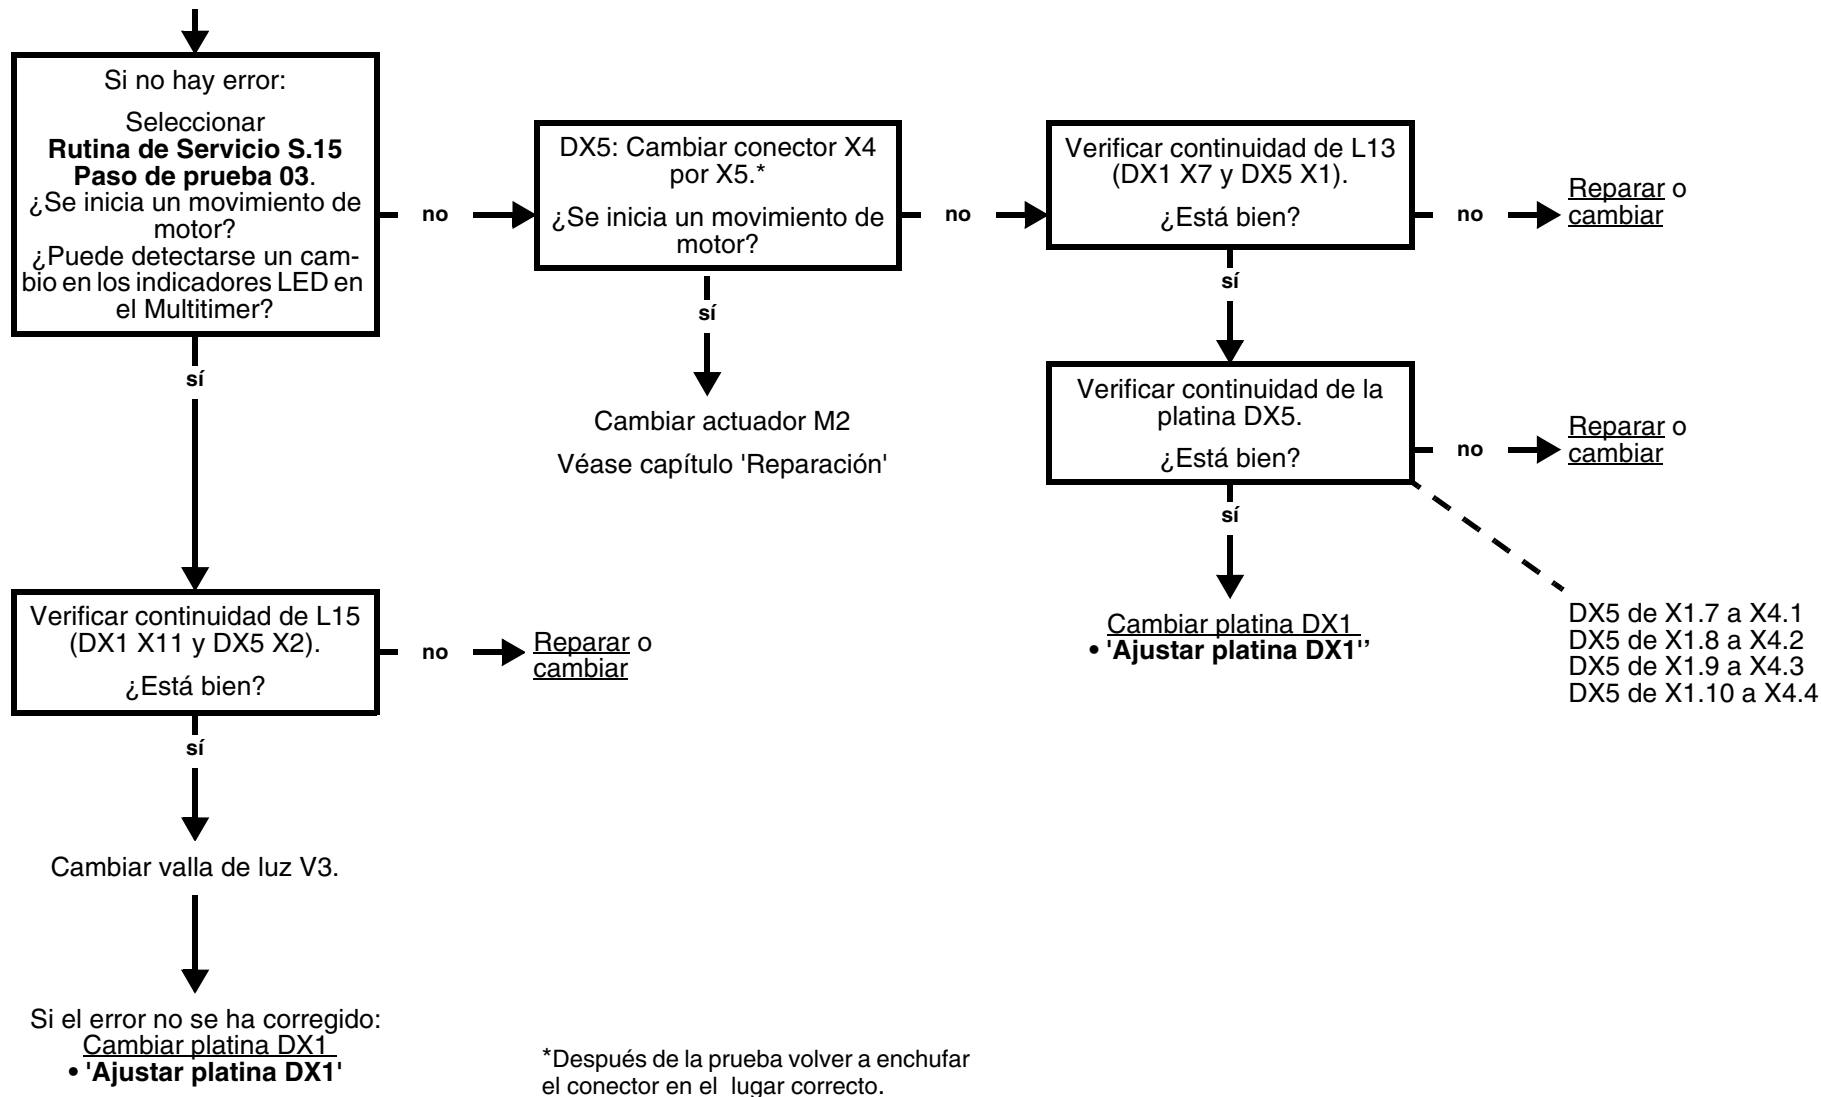 Si no hay error:
Seleccionar
Rutina de Servicio S.15
Paso de prueba 03.
¿Se inicia un movimiento de
motor?
¿Puede detectarse un cam-
bio en los indicadores LED en
el Multitimer?
no
DX5: Cambiar conector X4
por X5.*
¿Se inicia un movimiento de
motor?
no
Verificar continuidad de L13
(DX1 X7 y DX5 X1).
¿Está bien?
no
Reparar o
cambiar
sí
sí
sí
Cambiar actuador M2
Véase capítulo 'Reparación'
Verificar continuidad de la
platina DX5.
¿Está bien?
no
Reparar o
cambiar
sí
Cambiar platina DX1
• 'Ajustar platina DX1'’
DX5 de X1.7 a X4.1
DX5 de X1.8 a X4.2
DX5 de X1.9 a X4.3
DX5 de X1.10 a X4.4
Verificar continuidad de L15
(DX1 X11 y DX5 X2).
¿Está bien?
no
Reparar o
cambiar
sí
Cambiar valla de luz V3.
Si el error no se ha corregido:
Cambiar platina DX1
• 'Ajustar platina DX1'
*Después de la prueba volver a enchufar
el conector en el lugar correcto.